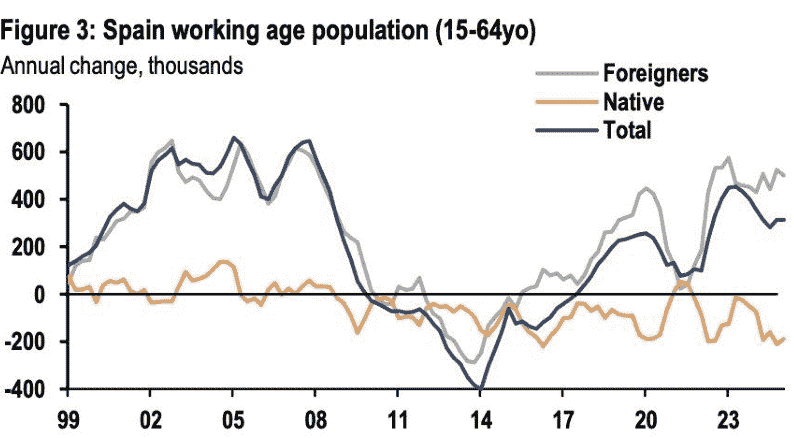 Figure 3: Spain working age population (15-64yo)
Annual change, thousands
Foreigners
Native
Total
800
600
400
200
0
-200
-400
99 02 05 08 11 14 17 20 23